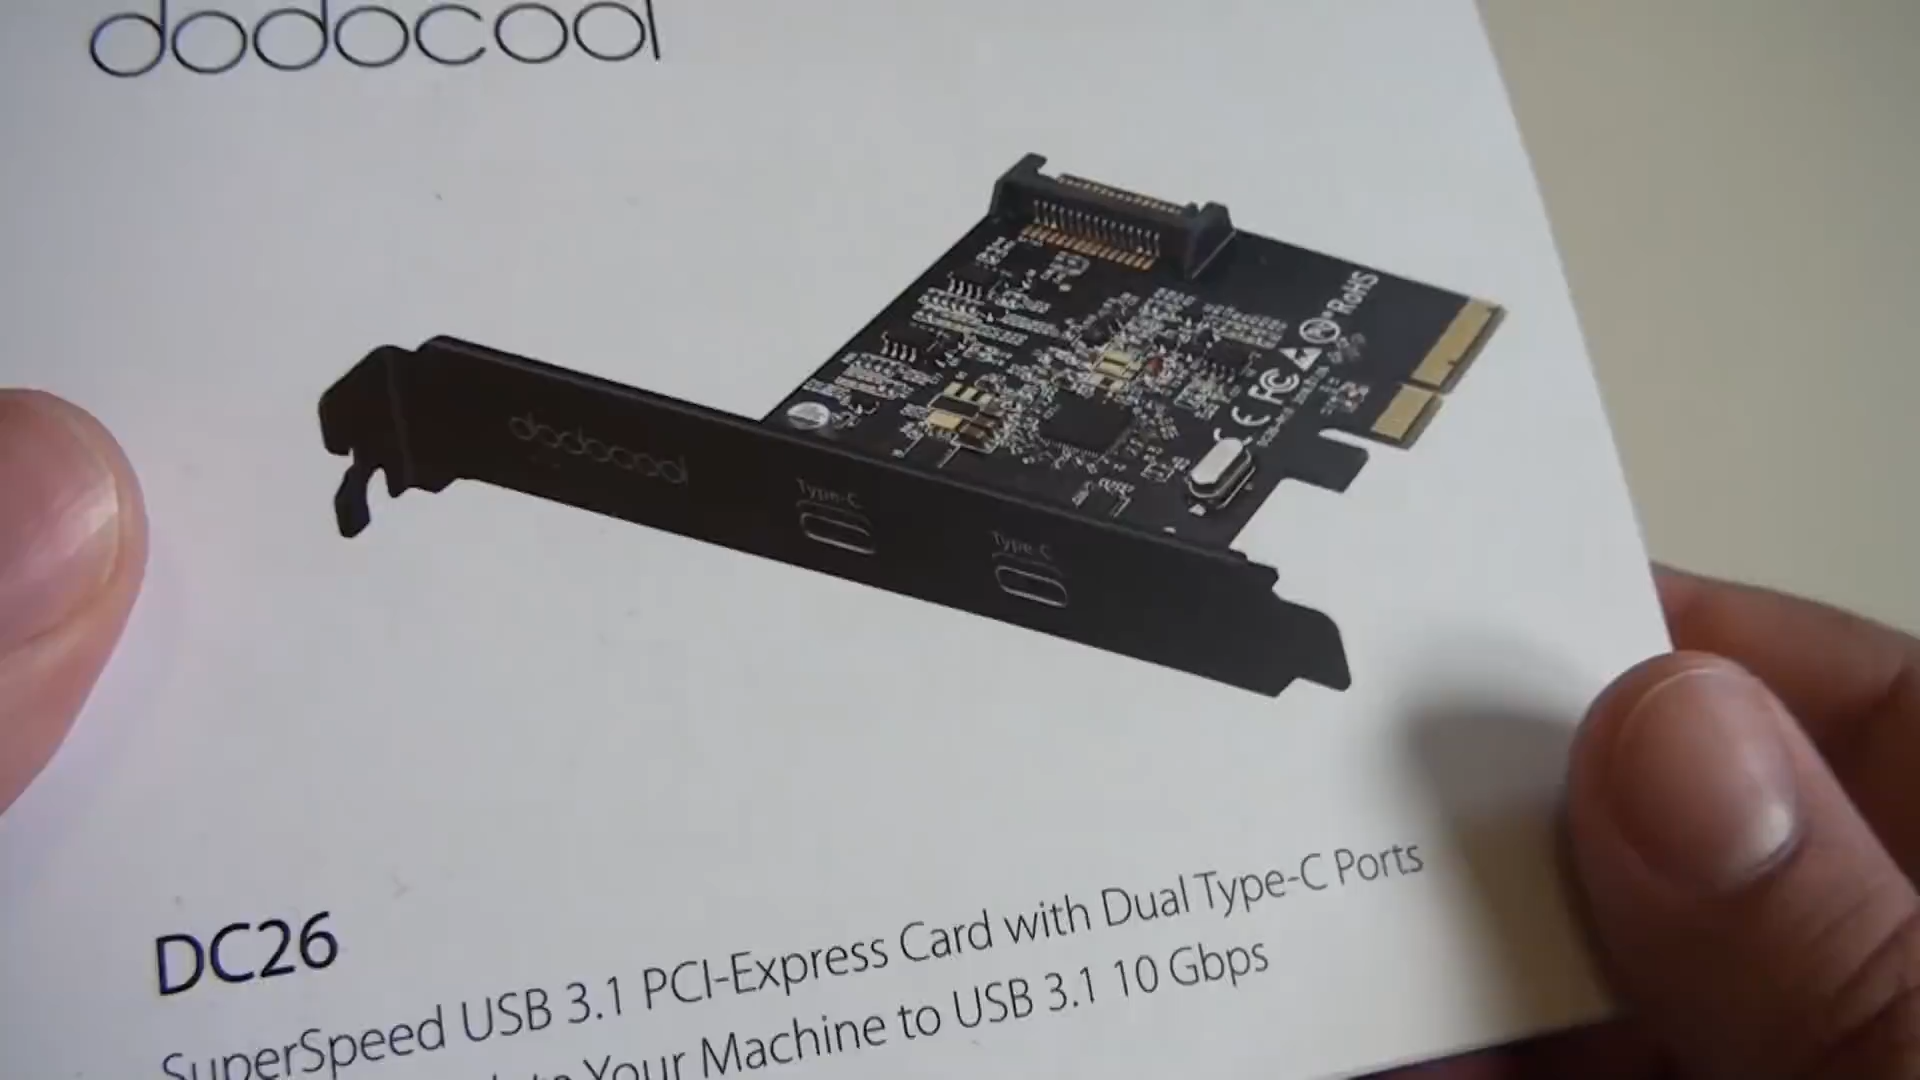 dodocool
RoHS
FC
dodocool
Type-C
Type-C
DC26
SuperSpeed USB 3.1 PCI-Express Card with Dual Type-C Ports
Your Machine to USB 3.1 10 Gbps